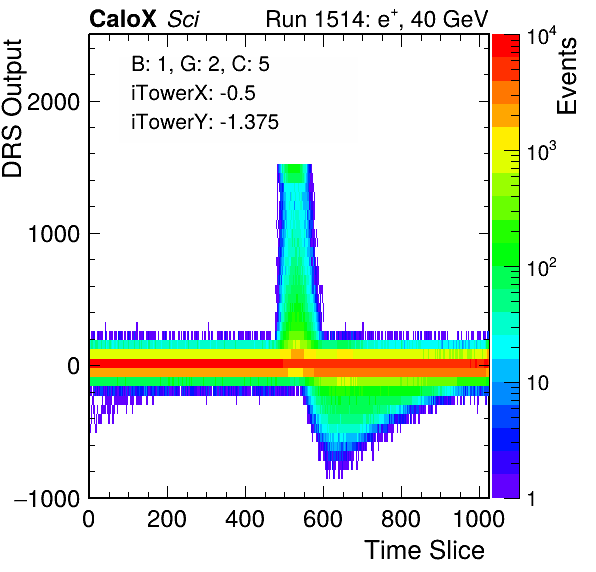 CaloX Sci Run 1514: e⁺, 40 GeV
B: 1, G: 2, C: 5
iTowerX: -0.5
iTowerY: -1.375
DRS Output
2000
1000
0
−1000
0 200 400 600 800 1000
Time Slice
Events
10⁴
10³
10²
10
1